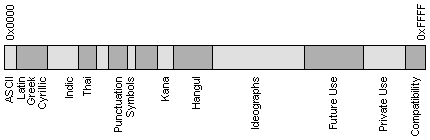 0x0000
0xFFFF
ASCII
Latin
Greek
Cyrillic
Indic
Thai
Punctuation
Symbols
Kana
Hangul
Ideographs
Future Use
Private Use
Compatibility